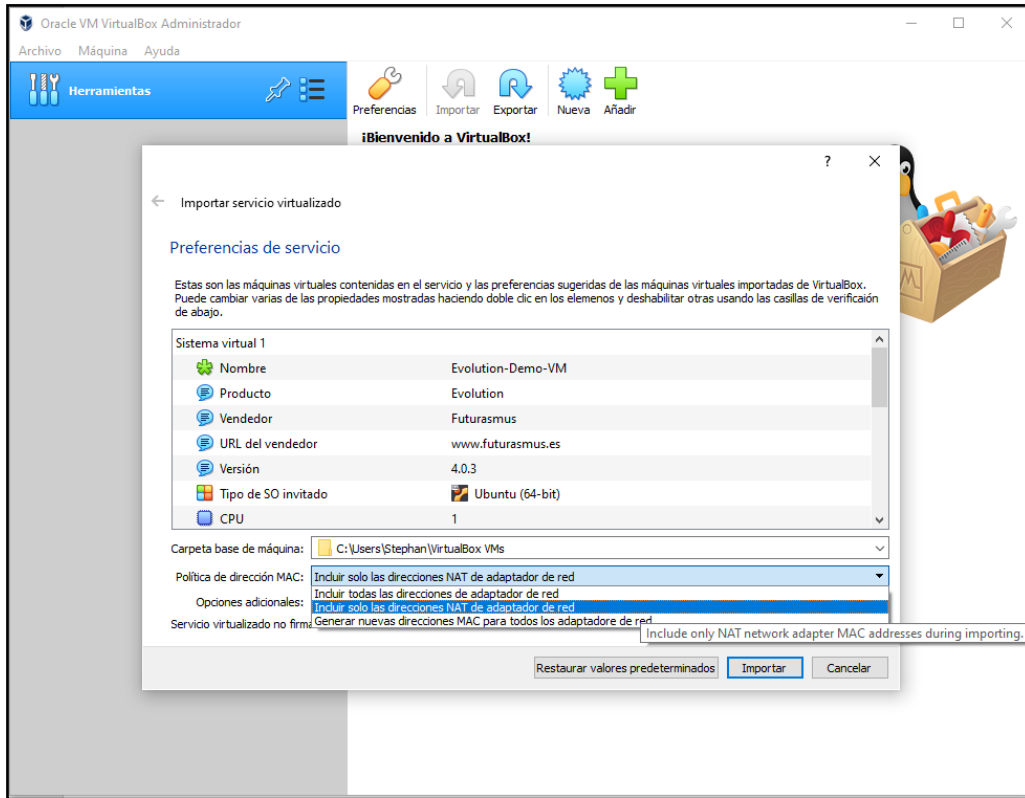 Oracle VM VirtualBox Administrador
Archivo Máquina Ayuda
Herramientas
Preferencias Importar Exportar Nueva Añadir
¡Bienvenido a VirtualBox!
?
Importar servicio virtualizado
Preferencias de servicio
Estas son las máquinas virtuales contenidas en el servicio y las preferencias sugeridas de las máquinas virtuales importadas de VirtualBox.
Puede cambiar varias de las propiedades mostradas haciendo doble clic en los elemenos y deshabilitar otras usando las casillas de verificaión
de abajo.
Sistema virtual 1
Nombre Evolution-Demo-VM
Producto Evolution
Vendedor Futurasmus
URL del vendedor www.futurasmus.es
Versión 4.0.3
Tipo de SO invitado Ubuntu (64-bit)
CPU 1
Carpeta base de máquina: C:\Users\Stephan\VirtualBox VMs
Política de dirección MAC: Incluir solo las direcciones NAT de adaptador de red
Incluir todas las direcciones de adaptador de red
Opciones adicionales: Incluir solo las direcciones NAT de adaptador de red
Servicio virtualizado no firma Generar nuevas direcciones MAC para todos los adaptadore de red
Include only NAT network adapter MAC addresses during importing.
Restaurar valores predeterminados Importar Cancelar